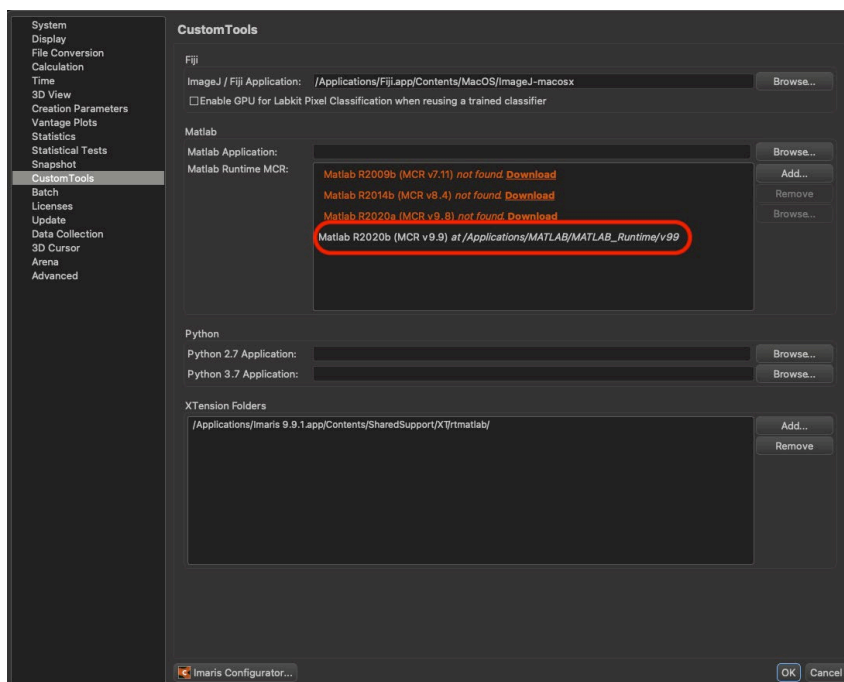 System
Display
File Conversion
Calculation
Time
3D View
Creation Parameters
Vantage Plots
Statistics
Statistical Tests
Snapshot
CustomTools
Batch
Licenses
Update
Data Collection
3D Cursor
Arena
Advanced
CustomTools
Fiji
ImageJ / Fiji Application: /Applications/Fiji.app/Contents/MacOS/ImageJ-macosx Browse...
Enable GPU for Labkit Pixel Classification when reusing a trained classifier
Matlab
Matlab Application: Browse...
Matlab Runtime MCR: Matlab R2009b (MCR v7.11) not found. Download Add...
Matlab R2014b (MCR v8.4) not found. Download Remove
Matlab R2020a (MCR v9.8) not found. Download Browse...
Matlab R2020b (MCR v9.9) at /Applications/MATLAB/MATLAB_Runtime/v99
Python
Python 2.7 Application: Browse...
Python 3.7 Application: Browse...
XTension Folders
/Applications/Imaris 9.9.1.app/Contents/SharedSupport/XT/rtmatlab/ Add...
Remove
Imaris Configurator... OK Cancel